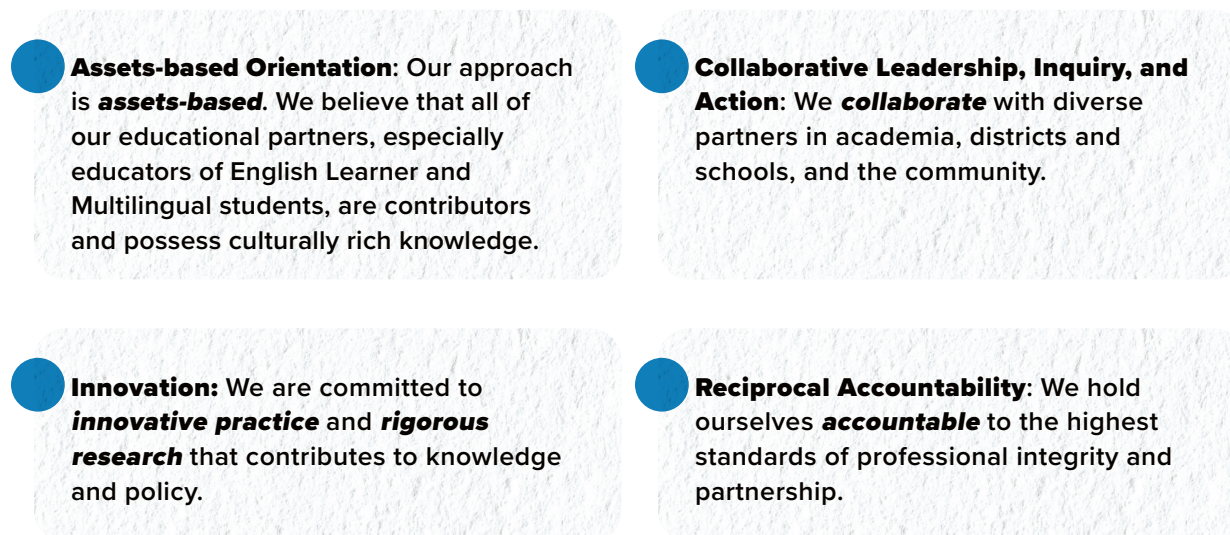 Assets-based Orientation: Our approach
is assets-based. We believe that all of
our educational partners, especially
educators of English Learner and
Multilingual students, are contributors
and possess culturally rich knowledge.
Collaborative Leadership, Inquiry, and
Action: We collaborate with diverse
partners in academia, districts and
schools, and the community.
Innovation: We are committed to
innovative practice and rigorous
research that contributes to knowledge
and policy.
Reciprocal Accountability: We hold
ourselves accountable to the highest
standards of professional integrity and
partnership.